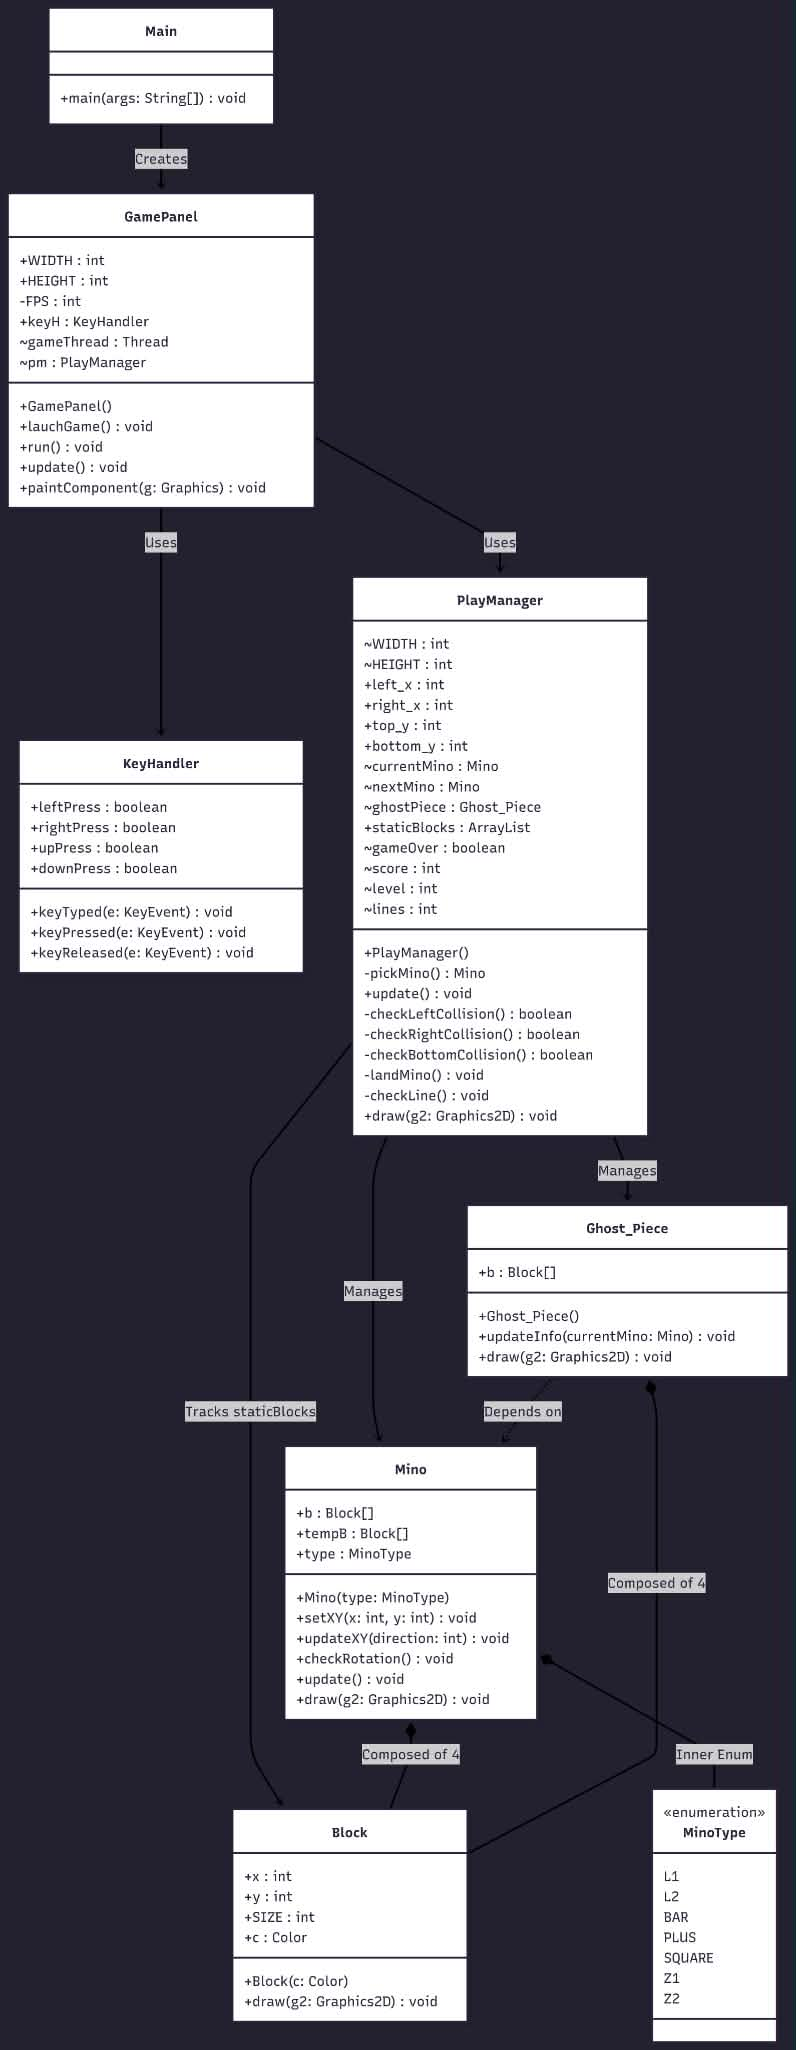 Main
+main(args: String[]) : void
Creates
GamePanel
+WIDTH : int
+HEIGHT : int
-FPS : int
+keyH : KeyHandler
~gameThread : Thread
~pm : PlayManager
+GamePanel()
+lauchGame() : void
+run() : void
+update() : void
+paintComponent(g: Graphics) : void
Uses
Uses
PlayManager
~WIDTH : int
~HEIGHT : int
+left_x : int
+right_x : int
+top_y : int
+bottom_y : int
~currentMino : Mino
~nextMino : Mino
~ghostPiece : Ghost_Piece
+staticBlocks : ArrayList
~gameOver : boolean
~score : int
~level : int
~lines : int
+PlayManager()
-pickMino() : Mino
+update() : void
-checkLeftCollision() : boolean
-checkRightCollision() : boolean
-checkBottomCollision() : boolean
-landMino() : void
-checkLine() : void
+draw(g2: Graphics2D) : void
KeyHandler
+leftPress : boolean
+rightPress : boolean
+upPress : boolean
+downPress : boolean
+keyTyped(e: KeyEvent) : void
+keyPressed(e: KeyEvent) : void
+keyReleased(e: KeyEvent) : void
Manages
Ghost_Piece
+b : Block[]
+Ghost_Piece()
+updateInfo(currentMino: Mino) : void
+draw(g2: Graphics2D) : void
Manages
Tracks staticBlocks
Depends on
Mino
+b : Block[]
+tempB : Block[]
+type : MinoType
+Mino(type: MinoType)
+setXY(x: int, y: int) : void
+updateXY(direction: int) : void
+checkRotation() : void
+update() : void
+draw(g2: Graphics2D) : void
Composed of 4
Composed of 4
Inner Enum
Block
+x : int
+y : int
+SIZE : int
+c : Color
+Block(c: Color)
+draw(g2: Graphics2D) : void
«enumeration»
MinoType
L1
L2
BAR
PLUS
SQUARE
Z1
Z2